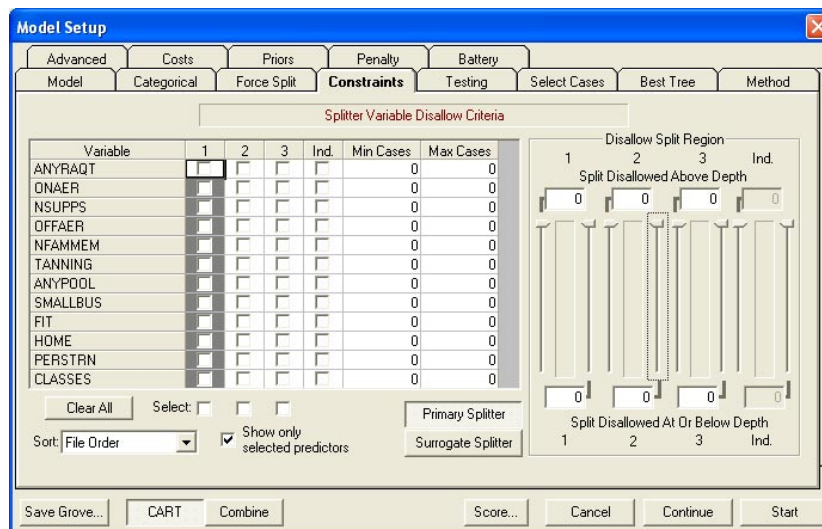 Model Setup
Advanced Costs Priors Penalty Battery
Model Categorical Force Split Constraints Testing Select Cases Best Tree Method
Splitter Variable Disallow Criteria
Variable 1 2 3 Ind. Min Cases Max Cases
ANYRAQT 0 0
ONAER 0 0
NSUPPS 0 0
OFFAER 0 0
NFAMMEM 0 0
TANNING 0 0
ANYPOOL 0 0
SMALLBUS 0 0
FIT 0 0
HOME 0 0
PERSTRN 0 0
CLASSES 0 0
Clear All Select:
Sort: File Order
Show only
selected predictors
Primary Splitter
Surrogate Splitter
Disallow Split Region
1 2 3 Ind.
Split Disallowed Above Depth
0 0 0 0
0 0 0 0
Split Disallowed At Or Below Depth
1 2 3 Ind.
Save Grove... CART Combine Score... Cancel Continue Start